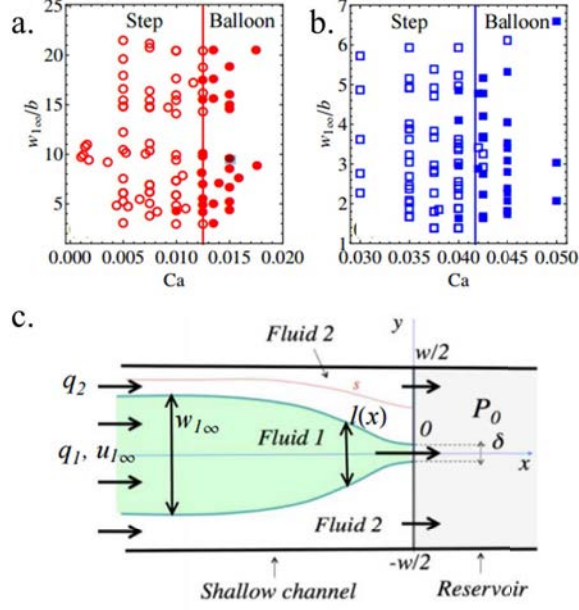 a.
Step Balloon
w1∞/b
20
15
10
5
0.000 0.005 0.010 0.015 0.020
Ca
b.
Step Balloon
w1∞/b
7
6
5
4
3
2
1
0.030 0.035 0.040 0.045 0.050
Ca
c.
y
Fluid 2
w/2
q2
s
w1∞
l(x)
P0
Fluid 1
0
δ
q1, u1∞
x
Fluid 2
-w/2
Shallow channel
Reservoir